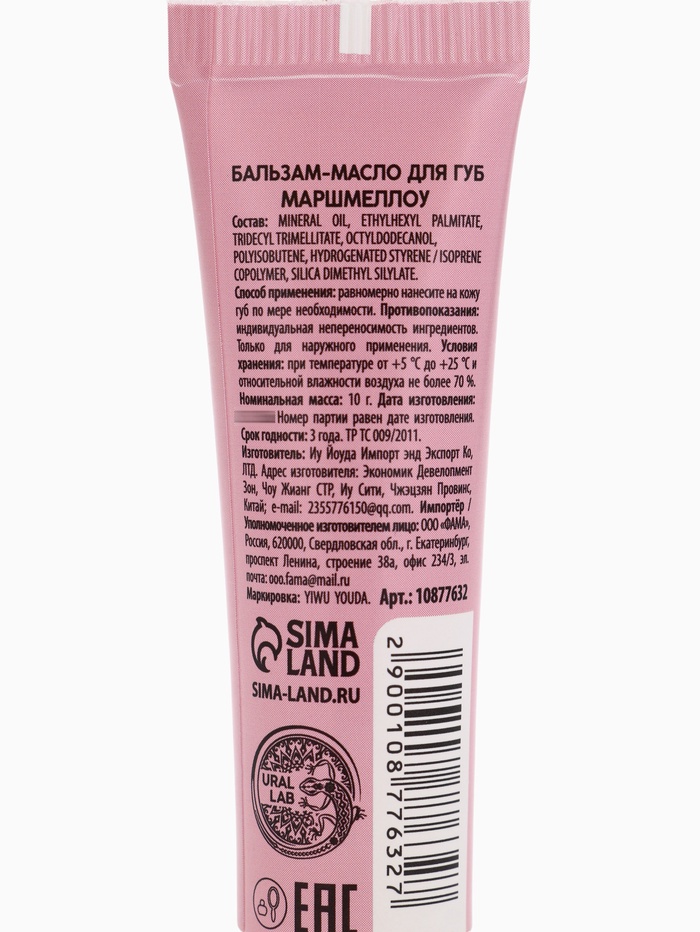 БАЛЬЗАМ-МАСЛО ДЛЯ ГУБ
МАРШМЕЛЛОУ
Состав: MINERAL OIL, ETHYLHEXYL PALMITATE,
TRIDECYL TRIMELLITATE, OCTYLDODECANOL,
POLYISOBUTENE, HYDROGENATED STYRENE / ISOPRENE
COPOLYMER, SILICA DIMETHYL SILYLATE.
Способ применения: равномерно нанесите на кожу
губ по мере необходимости. Противопоказания:
индивидуальная непереносимость ингредиентов.
Только для наружного применения. Условия
хранения: при температуре от +5 °С до +25 °С и
относительной влажности воздуха не более 70 %.
Номинальная масса: 10 г. Дата изготовления:
Номер партии равен дате изготовления.
Срок годности: 3 года. ТР ТС 009/2011.
Изготовитель: Иу Йоуда Импорт энд Экспорт Ко,
ЛТД. Адрес изготовителя: Экономик Девелопмент
Зон, Чоу Жианг СТР, Иу Сити, Чжэцзян Провинс,
Китай; e-mail: 2355776150@qq.com. Импортёр /
Уполномоченное изготовителем лицо: ООО «ФАМА»,
Россия, 620000, Свердловская обл., г. Екатеринбург,
проспект Ленина, строение 38а, офис 234/3, эл.
почта: ooo.fama@mail.ru
Маркировка: YIWU YOUDA. Арт.: 10877632
SIMA
LAND
SIMA-LAND.RU
URAL
LAB
EAC
2900108776327